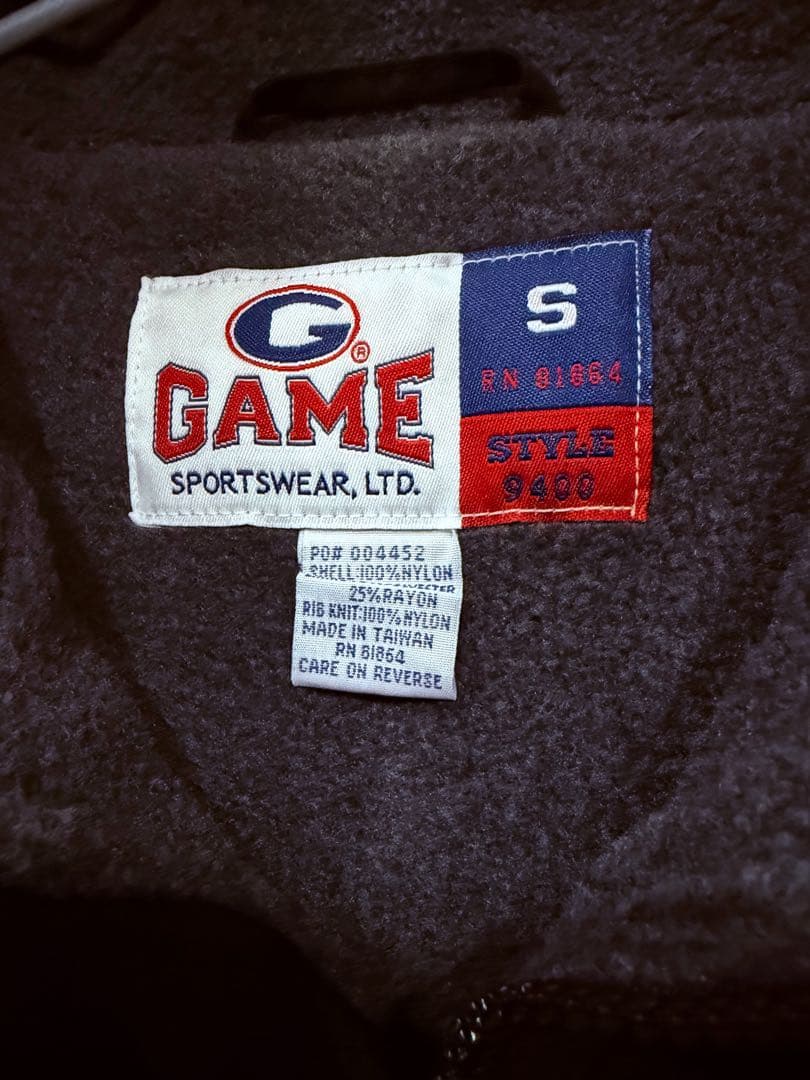 G
®
GAME
SPORTSWEAR, LTD.
S
RN 81864
STYLE
9400
PO# 004452
SHELL:100%NYLON
25%RAYON
RIB KNIT:100%NYLON
MADE IN TAIWAN
RN 81864
CARE ON REVERSE